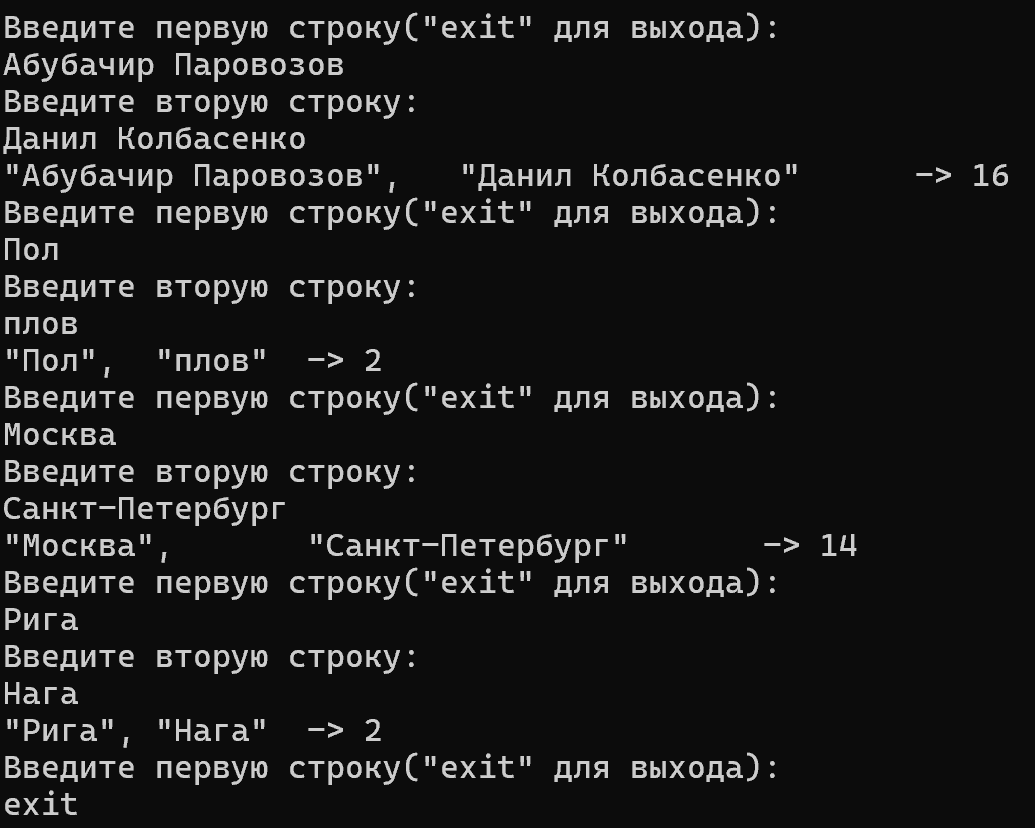 Введите первую строку("exit" для выхода):
Абубачир Паровозов
Введите вторую строку:
Данил Колбасенко
"Абубачир Паровозов",   "Данил Колбасенко"      -> 16
Введите первую строку("exit" для выхода):
Пол
Введите вторую строку:
плов
"Пол",  "плов"  -> 2
Введите первую строку("exit" для выхода):
Москва
Введите вторую строку:
Санкт-Петербург
"Москва",       "Санкт-Петербург"       -> 14
Введите первую строку("exit" для выхода):
Рига
Введите вторую строку:
Нага
"Рига", "Нага"  -> 2
Введите первую строку("exit" для выхода):
exit